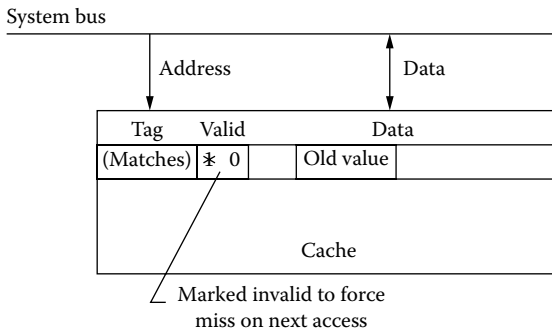 System bus
Address Data
Tag Valid Data
(Matches) 0 Old value
Cache
Marked invalid to force
miss on next access